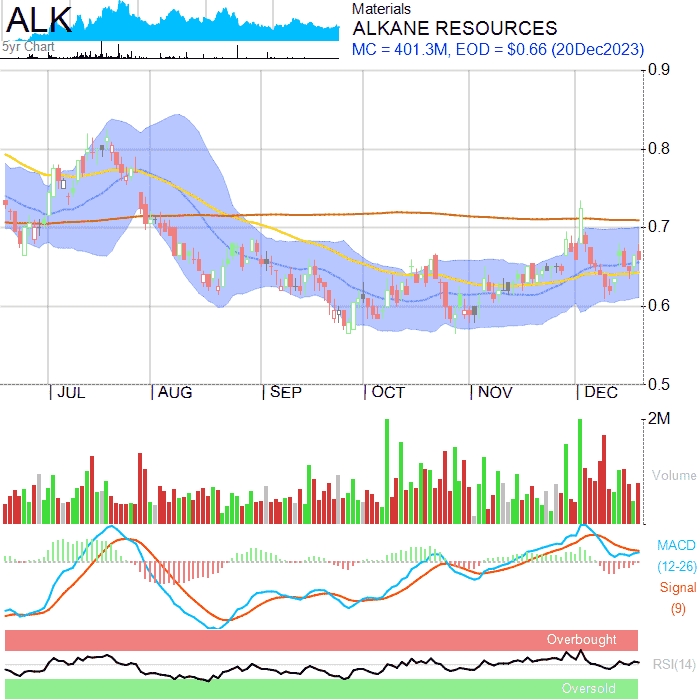 ALK
5yr Chart
Materials
ALKANE RESOURCES
MC = 401.3M, EOD = $0.66 (20Dec2023)
0.9
0.8
0.7
0.6
0.5
JUL
AUG
SEP
OCT
NOV
DEC
2M
Volume
MACD
(12-26)
Signal
(9)
Overbought
RSI(14)
Oversold